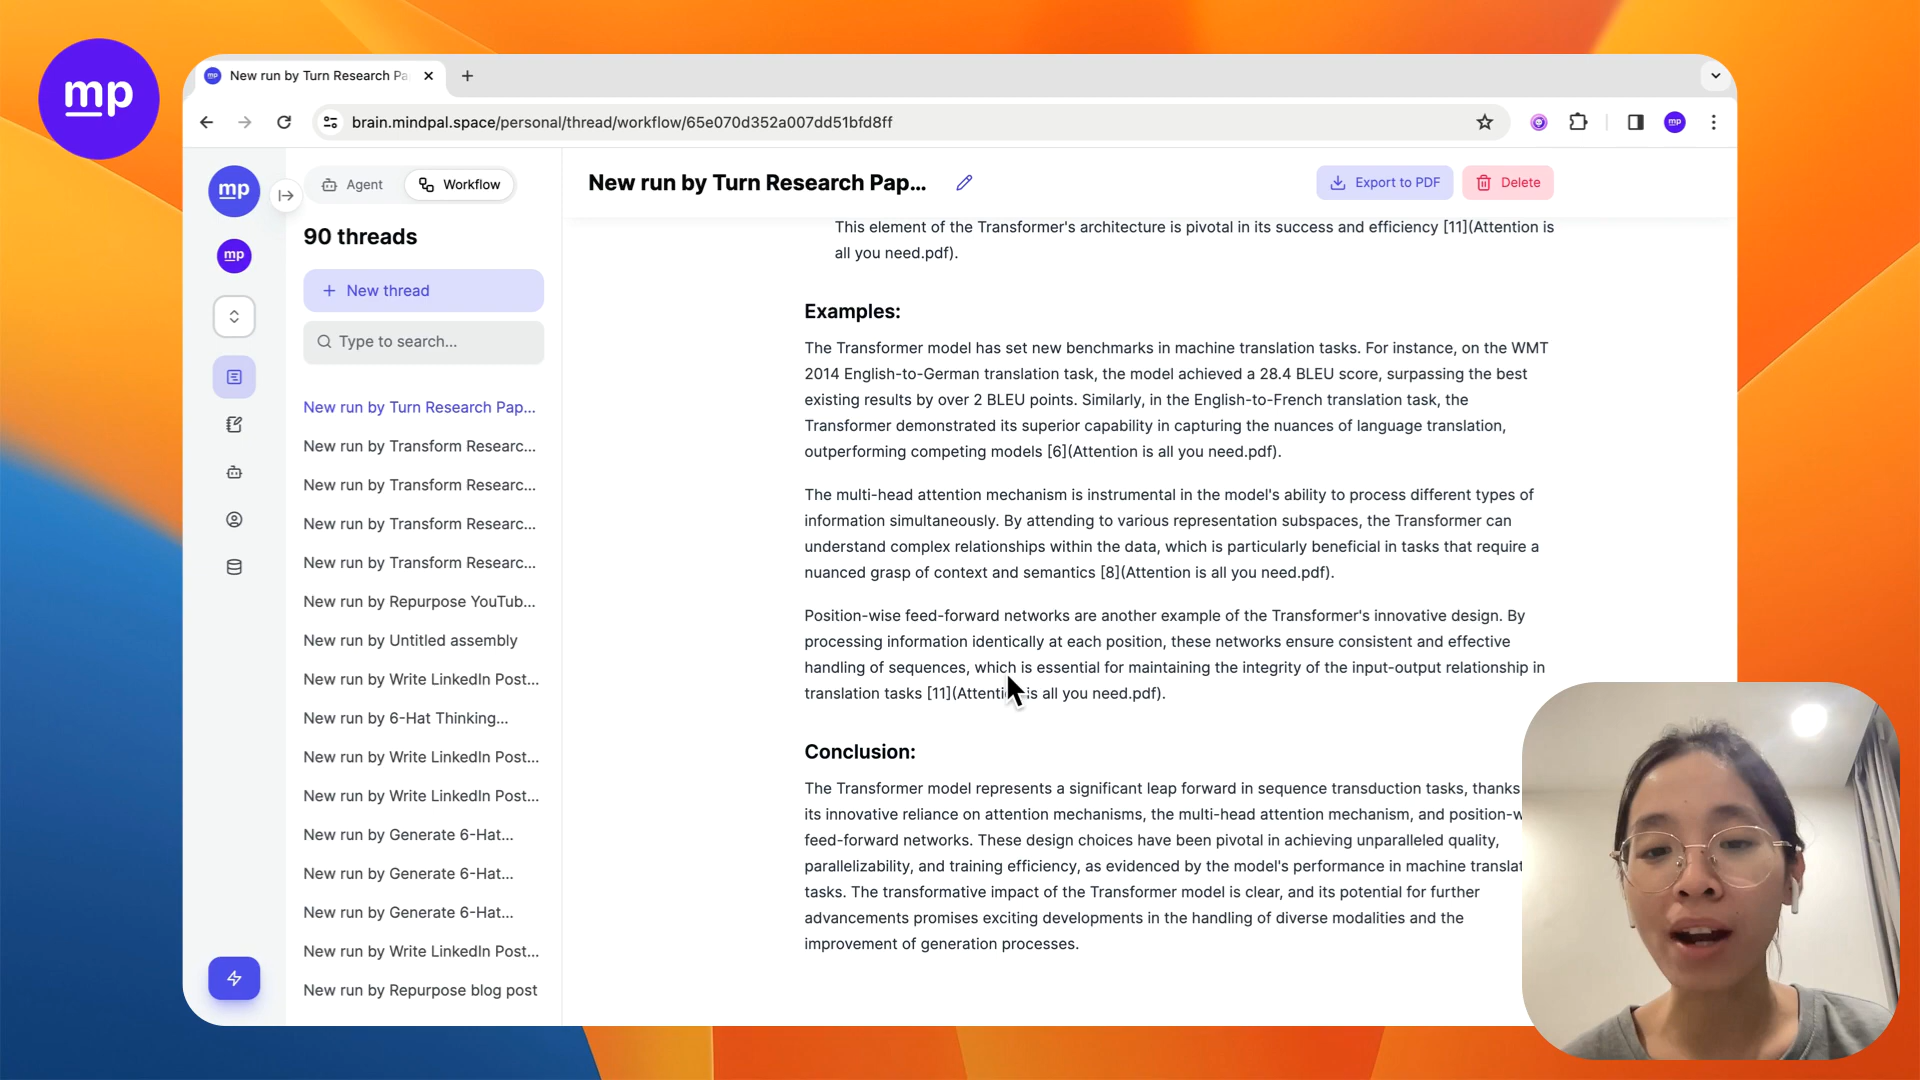 mp
mp
New run by Turn Research Pa
brain.mindpal.space/personal/thread/workflow/65e070d352a007dd51bfd8ff
mp
mp
mp
Agent
Workflow
90 threads
+ New thread
Type to search...
New run by Turn Research Pap...
New run by Transform Researc...
New run by Transform Researc...
New run by Transform Researc...
New run by Transform Researc...
New run by Repurpose YouTub...
New run by Untitled assembly
New run by Write LinkedIn Post...
New run by 6-Hat Thinking...
New run by Write LinkedIn Post...
New run by Write LinkedIn Post...
New run by Generate 6-Hat...
New run by Generate 6-Hat...
New run by Generate 6-Hat...
New run by Write LinkedIn Post...
New run by Repurpose blog post
New run by Turn Research Pap...
Export to PDF
Delete
This element of the Transformer's architecture is pivotal in its success and efficiency [11](Attention is
all you need.pdf).
Examples:
The Transformer model has set new benchmarks in machine translation tasks. For instance, on the WMT
2014 English-to-German translation task, the model achieved a 28.4 BLEU score, surpassing the best
existing results by over 2 BLEU points. Similarly, in the English-to-French translation task, the
Transformer demonstrated its superior capability in capturing the nuances of language translation,
outperforming competing models [6](Attention is all you need.pdf).
The multi-head attention mechanism is instrumental in the model's ability to process different types of
information simultaneously. By attending to various representation subspaces, the Transformer can
understand complex relationships within the data, which is particularly beneficial in tasks that require a
nuanced grasp of context and semantics [8](Attention is all you need.pdf).
Position-wise feed-forward networks are another example of the Transformer's innovative design. By
processing information identically at each position, these networks ensure consistent and effective
handling of sequences, which is essential for maintaining the integrity of the input-output relationship in
translation tasks [11](Attenti is all you need.pdf).
Conclusion:
The Transformer model represents a significant leap forward in sequence transduction tasks, thanks
its innovative reliance on attention mechanisms, the multi-head attention mechanism, and position-w
feed-forward networks. These design choices have been pivotal in achieving unparalleled quality,
parallelizability, and training efficiency, as evidenced by the model's performance in machine translat
tasks. The transformative impact of the Transformer model is clear, and its potential for further
advancements promises exciting developments in the handling of diverse modalities and the
improvement of generation processes.